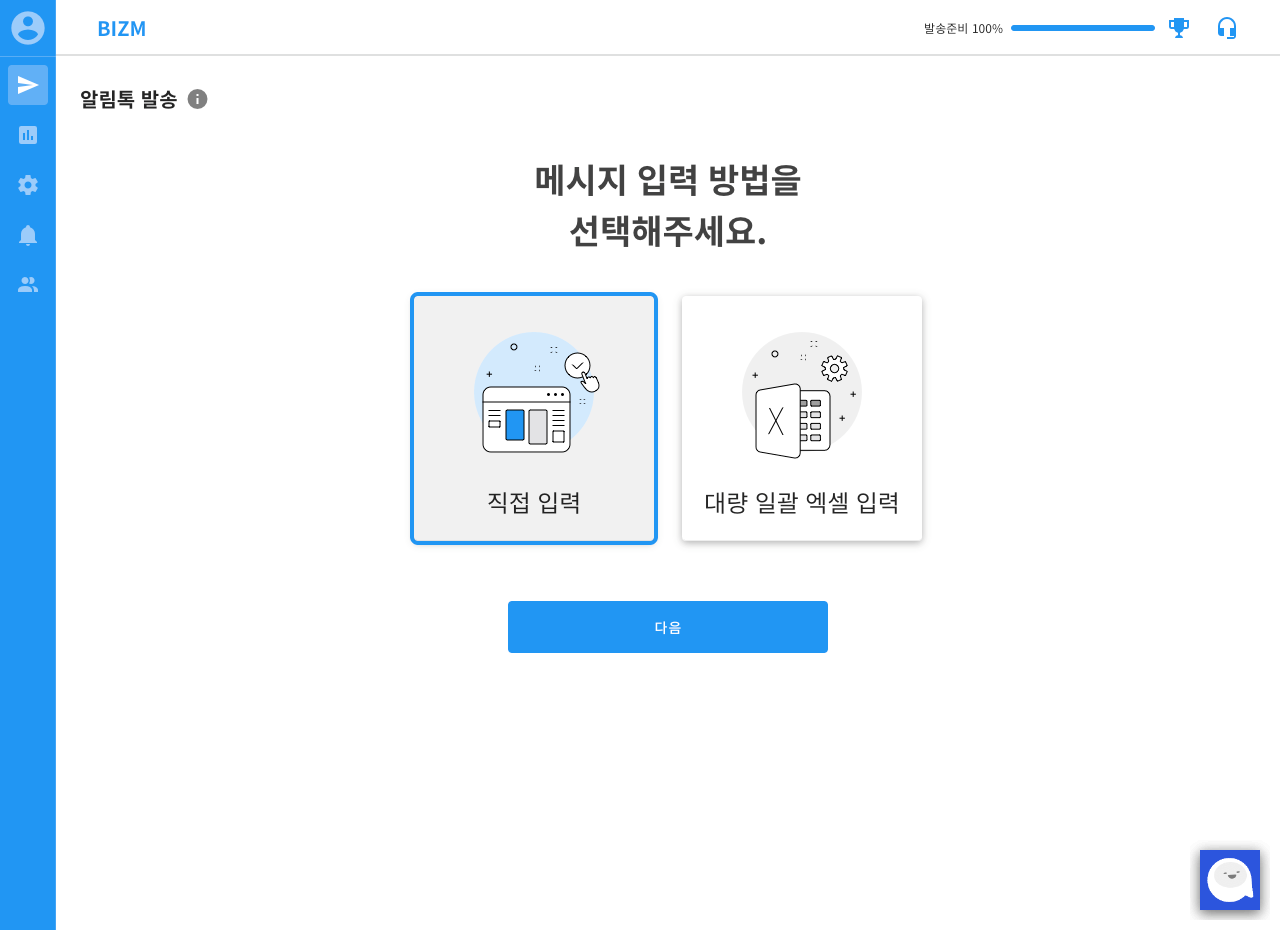 BIZM
발송준비 100%
알림톡 발송
메시지 입력 방법을
선택해주세요.
직접 입력
대량 일괄 엑셀 입력
다음